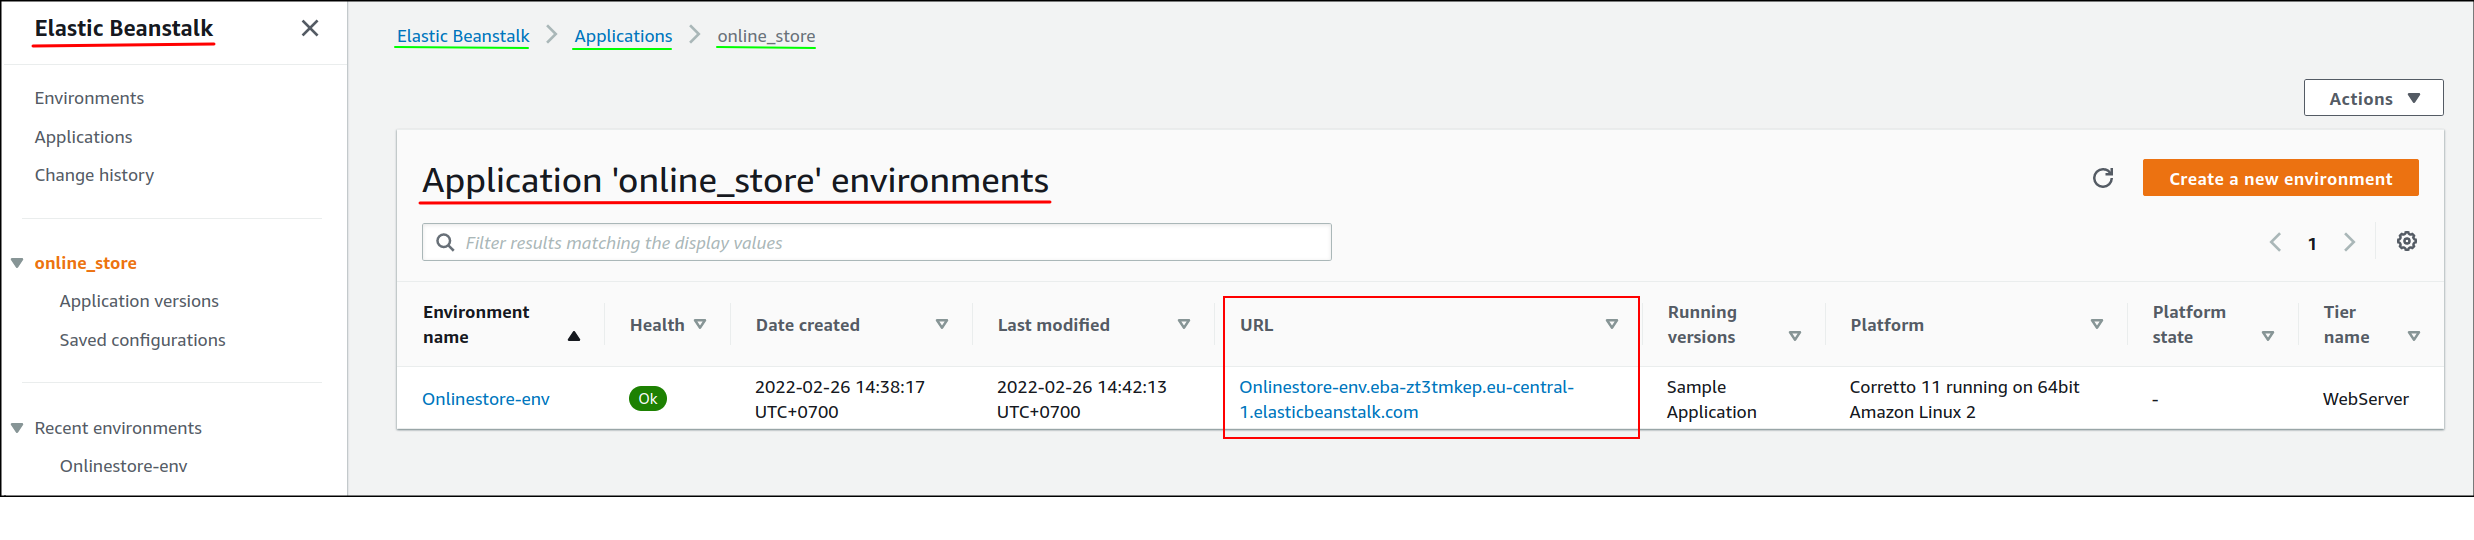 Elastic Beanstalk
Environments
Applications
Change history
online_store
Application versions
Saved configurations
Recent environments
Onlinestore-env
Elastic Beanstalk > Applications > online_store
Actions
Application 'online_store' environments
Create a new environment
Filter results matching the display values
1
Environment name
Health
Date created
Last modified
URL
Running versions
Platform
Platform state
Tier name
Onlinestore-env
Ok
2022-02-26 14:38:17
UTC+0700
2022-02-26 14:42:13
UTC+0700
Onlinestore-env.eba-zt3tmkep.eu-central-
1.elasticbeanstalk.com
Sample
Application
Corretto 11 running on 64bit
Amazon Linux 2
-
WebServer